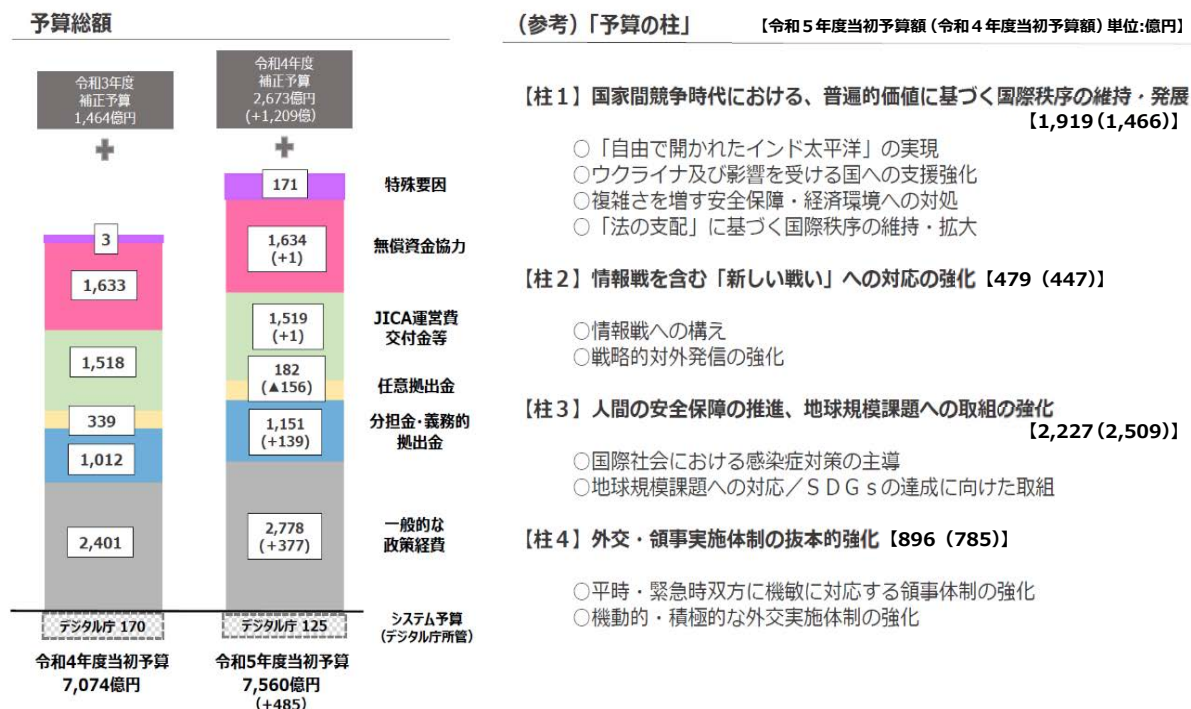 予算総額
令和3年度
補正予算
1,464億円
+
3
1,633
1,518
339
1,012
2,401
デジタル庁 170
令和4年度当初予算
7,074億円
令和4年度
補正予算
2,673億円
(+1,209億)
+
171
1,634
(+1)
1,519
(+1)
182
(▲156)
1,151
(+139)
2,778
(+377)
デジタル庁 125
令和5年度当初予算
7,560億円
(+485)
特殊要因
無償資金協力
JICA運営費
交付金等
任意拠出金
分担金・義務的
拠出金
一般的な
政策経費
システム予算
(デジタル庁所管)
(参考)「予算の柱」 【令和5年度当初予算額(令和4年度当初予算額)単位:億円】
【柱1】国家間競争時代における、普遍的価値に基づく国際秩序の維持・発展
【1,919(1,466)】
○「自由で開かれたインド太平洋」の実現
○ウクライナ及び影響を受ける国への支援強化
○複雑さを増す安全保障・経済環境への対処
○「法の支配」に基づく国際秩序の維持・拡大
【柱2】情報戦を含む「新しい戦い」への対応の強化【479(447)】
○情報戦への構え
○戦略的対外発信の強化
【柱3】人間の安全保障の推進、地球規模課題への取組の強化
【2,227(2,509)】
○国際社会における感染症対策の主導
○地球規模課題への対応/SDGsの達成に向けた取組
【柱4】外交・領事実施体制の抜本的強化【896(785)】
○平時・緊急時双方に機敏に対応する領事体制の強化
○機動的・積極的な外交実施体制の強化